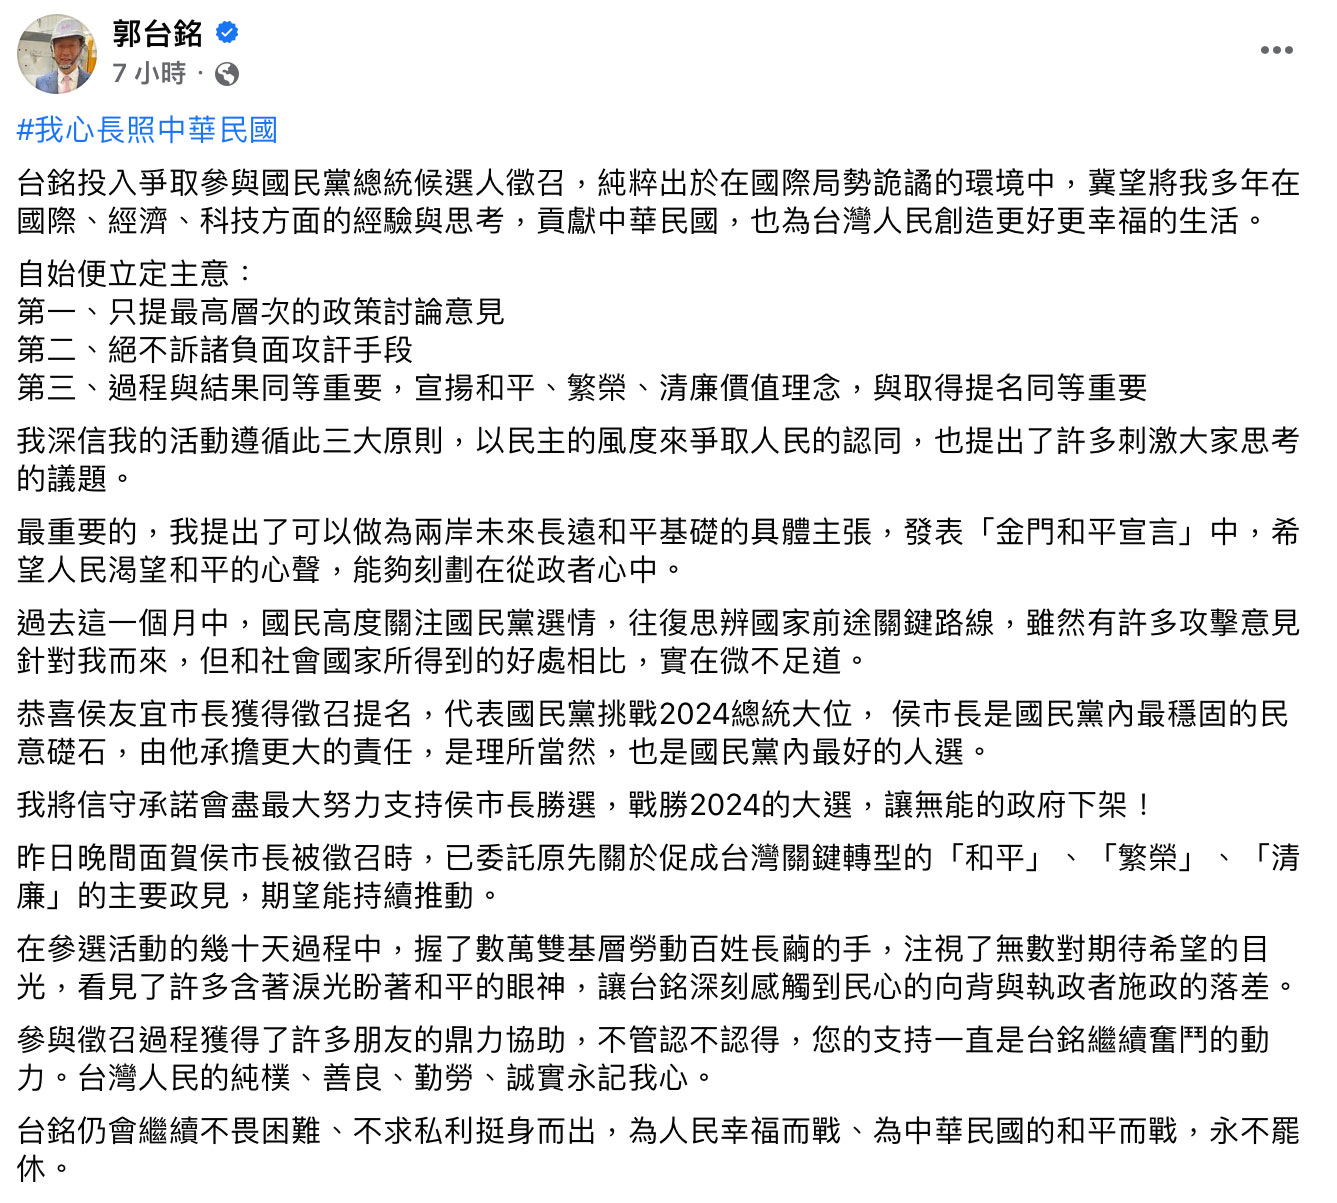 郭台銘
7 小時 ·
#我心長照中華民國
台銘投入爭取參與國民黨總統候選人徵召，純粹出於在國際局勢詭譎的環境中，冀望將我多年在
國際、經濟、科技方面的經驗與思考，貢獻中華民國，也為台灣人民創造更好更幸福的生活。
自始便立定主意：
第一、只提最高層次的政策討論意見
第二、絕不訴諸負面攻訐手段
第三、過程與結果同等重要，宣揚和平、繁榮、清廉價值理念，與取得提名同等重要
我深信我的活動遵循此三大原則，以民主的風度來爭取人民的認同，也提出了許多刺激大家思考
的議題。
最重要的，我提出了可以做為兩岸未來長遠和平基礎的具體主張，發表「金門和平宣言」中，希
望人民渴望和平的心聲，能夠刻劃在從政者心中。
過去這一個月中，國民高度關注國民黨選情，往復思辨國家前途關鍵路線，雖然有許多攻擊意見
針對我而來，但和社會國家所得到的好處相比，實在微不足道。
恭喜侯友宜市長獲得徵召提名，代表國民黨挑戰2024總統大位， 侯市長是國民黨內最穩固的民
意礎石，由他承擔更大的責任，是理所當然，也是國民黨內最好的人選。
我將信守承諾會盡最大努力支持侯市長勝選，戰勝2024的大選，讓無能的政府下架！
昨日晚間面賀侯市長被徵召時，已委託原先關於促成台灣關鍵轉型的「和平」、「繁榮」、「清
廉」的主要政見，期望能持續推動。
在參選活動的幾十天過程中，握了數萬雙基層勞動百姓長繭的手，注視了無數對期待希望的目
光，看見了許多含著淚光盼著和平的眼神，讓台銘深刻感觸到民心的向背與執政者施政的落差。
參與徵召過程獲得了許多朋友的鼎力協助，不管認不認得，您的支持一直是台銘繼續奮鬥的動
力。台灣人民的純樸、善良、勤勞、誠實永記我心。
台銘仍會繼續不畏困難、不求私利挺身而出，為人民幸福而戰、為中華民國的和平而戰，永不罷
休。